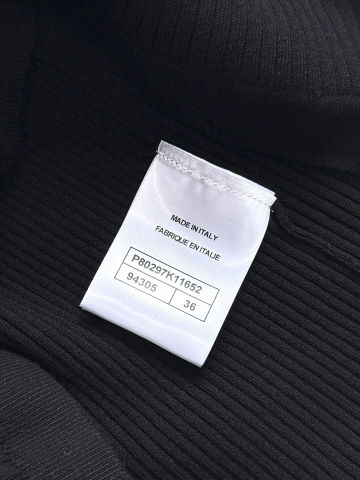 MADE IN ITALY
FABRIQUE EN ITALIE
P80297K11652
94305 36